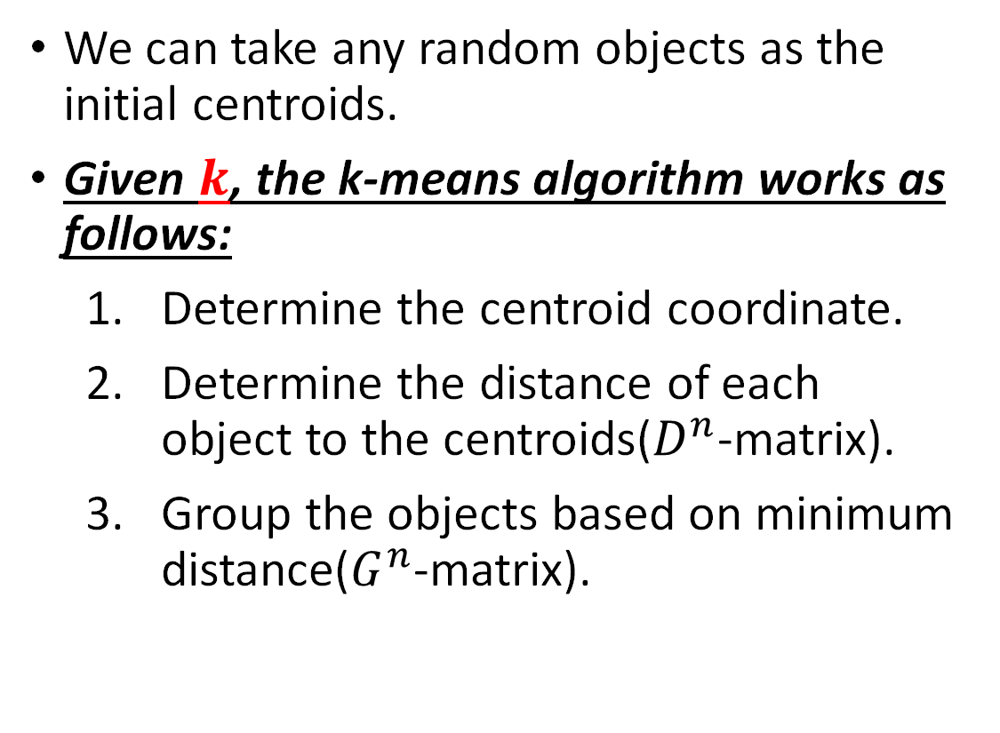 • We can take any random objects as the
initial centroids.
• Given k, the k-means algorithm works as
follows:
1. Determine the centroid coordinate.
2. Determine the distance of each
object to the centroids(Dⁿ-matrix).
3. Group the objects based on minimum
distance(Gⁿ-matrix).